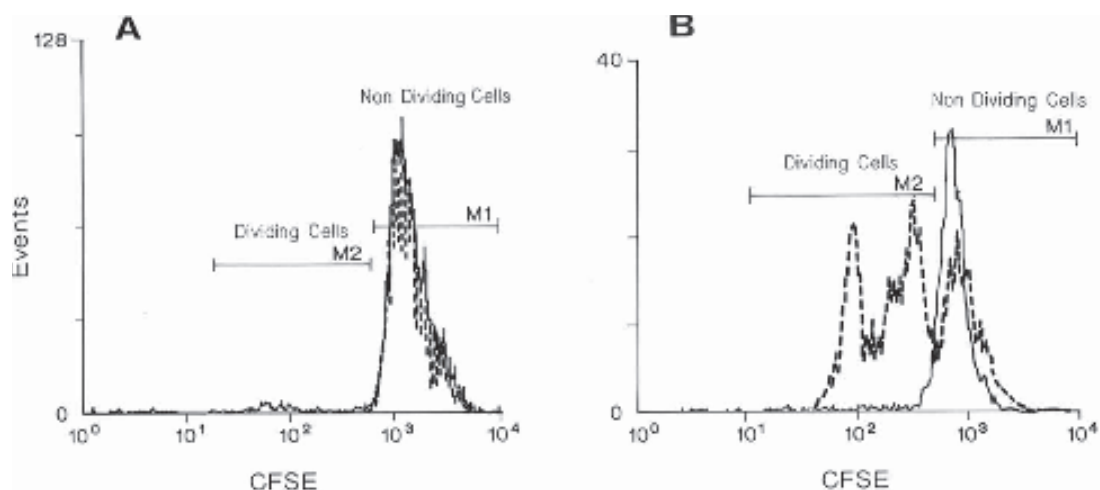 A
128
Non Dividing Cells
M1
Dividing Cells
M2
Events
0
10⁰ 10¹ 10² 10³ 10⁴
CFSE
B
40
Non Dividing Cells
M1
Dividing Cells
M2
0
10⁰ 10¹ 10² 10³ 10⁴
CFSE